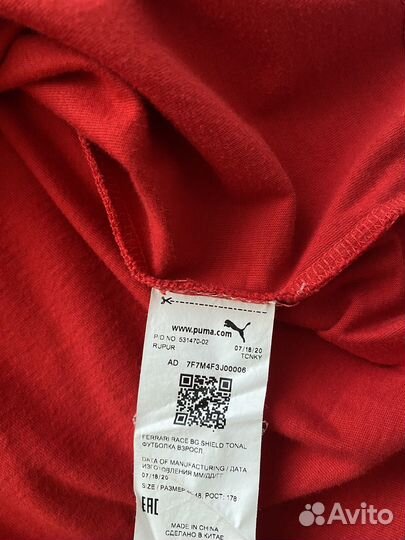 www.puma.com
P/D NO: 531470-02 07/18/20
RUPUR TCNKY
AD 7F7M4F3J00006
FERRARI RACE BG SHIELD TONAL
ФУТБОЛКА ВЗРОСЛ.
DATA OF MANUFACTURING / ДАТА
ИЗГОТОВЛЕНИЯ ММ/ДД/ГГ
07/18/20
SIZE / РАЗМЕР 48, РОСТ: 178
EAC
MADE IN CHINA
СДЕЛАНО В КИТАЕ
Avito